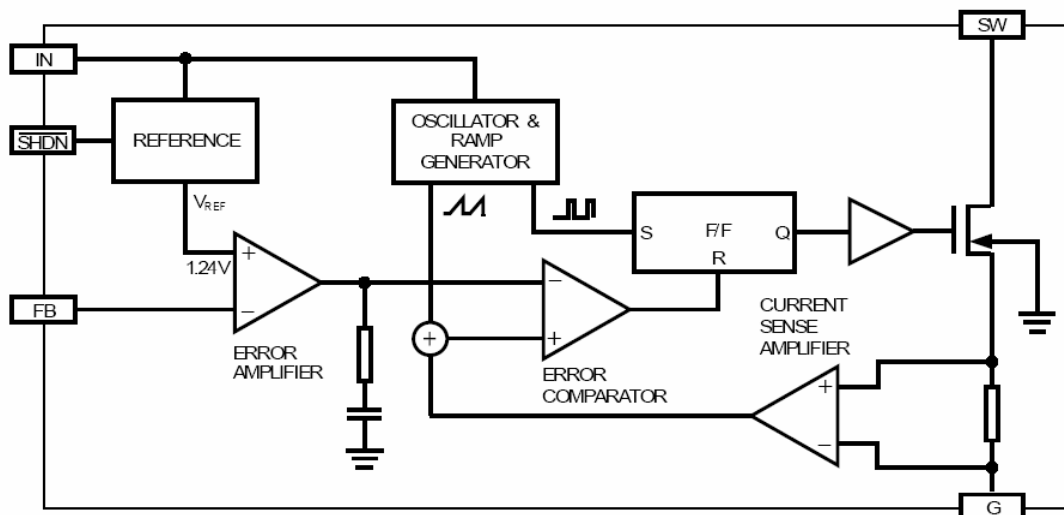 SW
IN
SHDN
REFERENCE
OSCILLATOR &
RAMP
GENERATOR
VREF
1.24V
+
−
FB
ERROR
AMPLIFIER
S
F/F
Q
R
−
+
ERROR
COMPARATOR
+
CURRENT
SENSE
AMPLIFIER
+
−
G